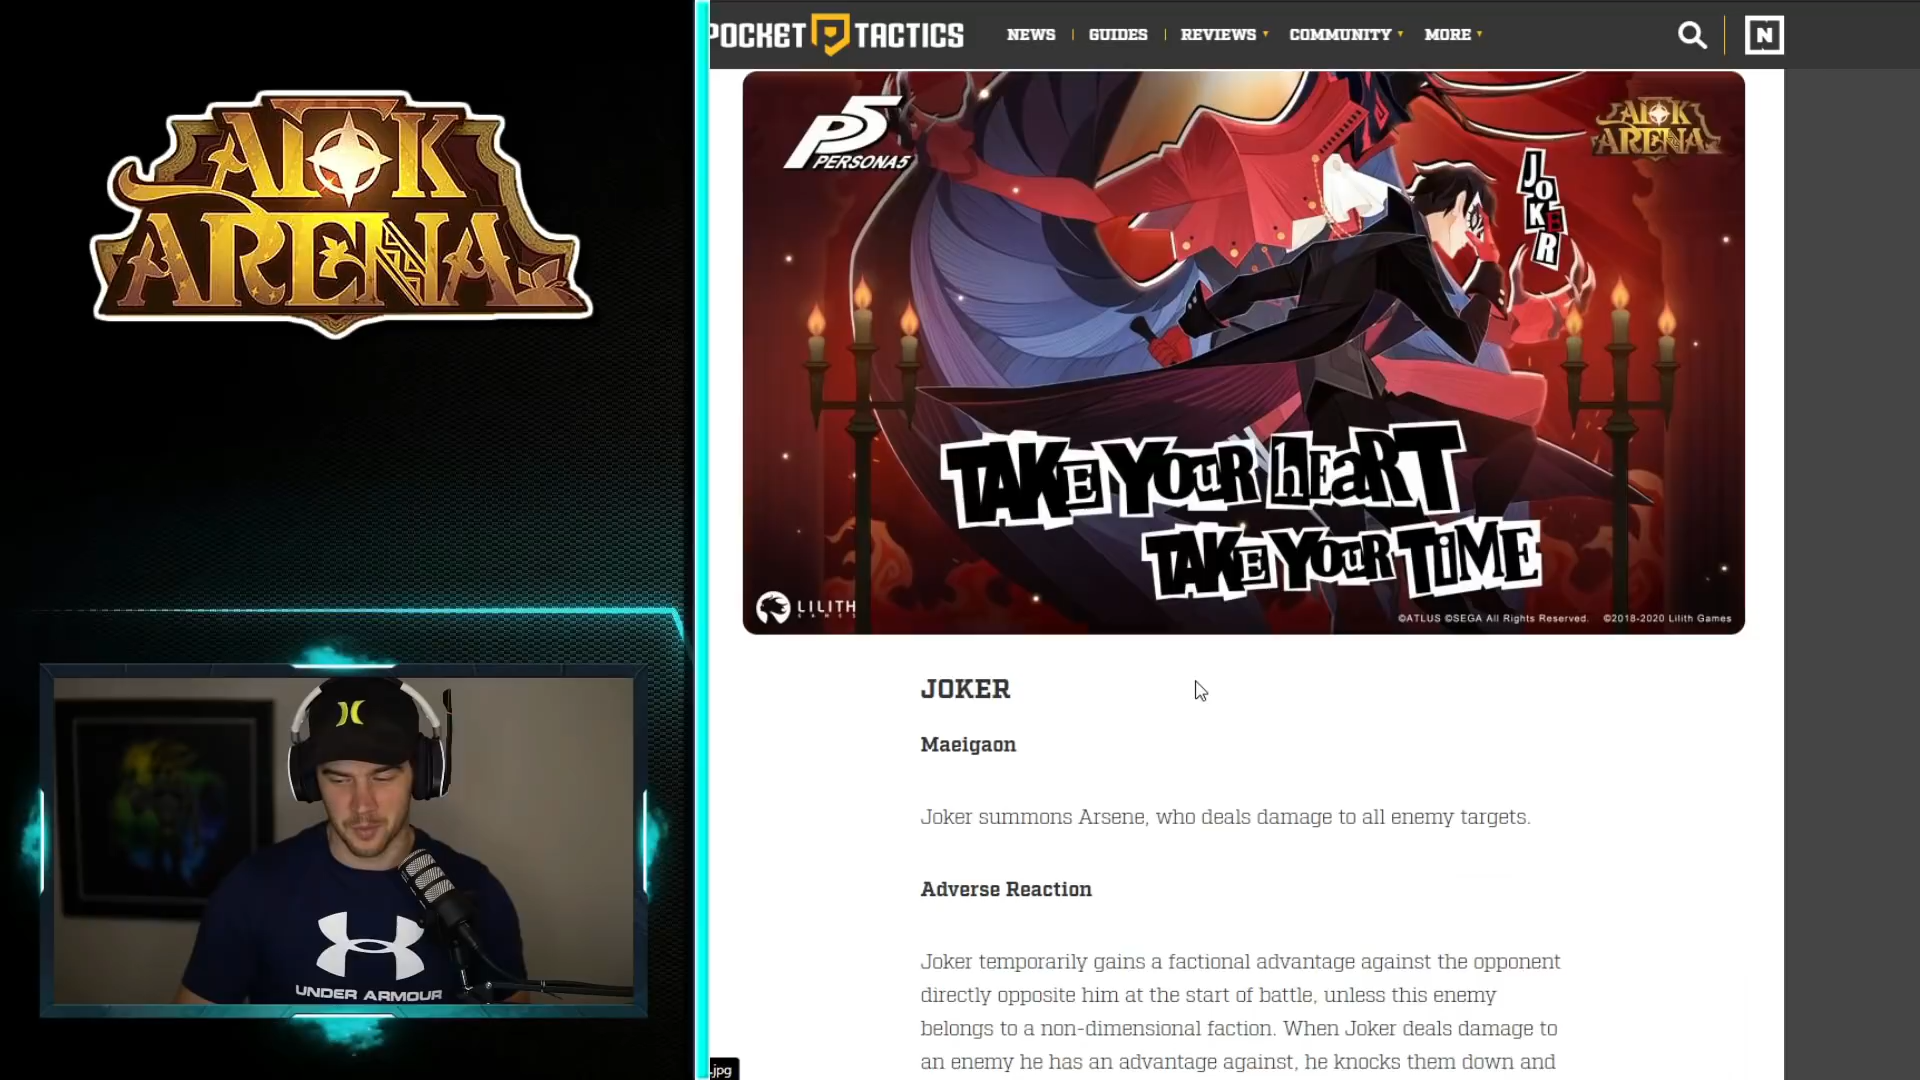 AFK
ARENA
UNDER ARMOUR
POCKET TACTICS
NEWS
GUIDES
REVIEWS
COMMUNITY
MORE
N
P5
PERSONA5
AFK
ARENA
JOKER
TAKE YOUR HEART
TAKE YOUR TIME
LILITH
GAMES
©ATLUS ©SEGA All Rights Reserved. ©2018-2020 Lilith Games
JOKER
Maeigaon
Joker summons Arsene, who deals damage to all enemy targets.
Adverse Reaction
Joker temporarily gains a factional advantage against the opponent
directly opposite him at the start of battle, unless this enemy
belongs to a non-dimensional faction. When Joker deals damage to
an enemy he has an advantage against, he knocks them down and
.jpg